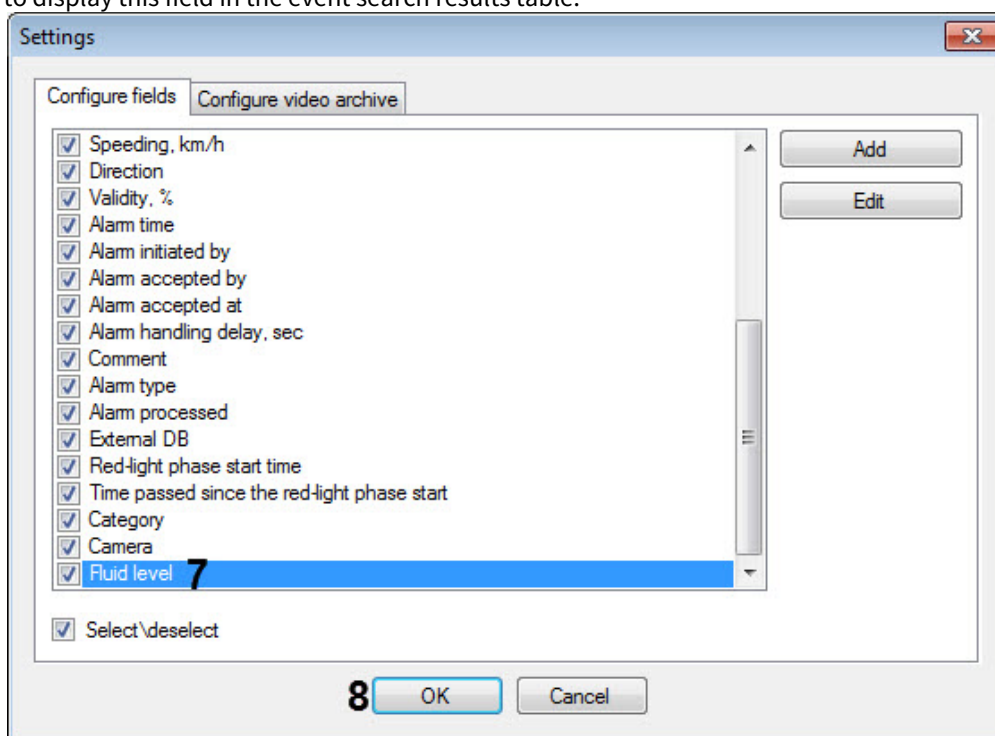 to display this field in the event search results table.
Settings
Configure fields Configure video archive
Speeding, km/h
Direction
Validity, %
Alarm time
Alarm initiated by
Alarm accepted by
Alarm accepted at
Alarm handling delay, sec
Comment
Alarm type
Alarm processed
External DB
Red-light phase start time
Time passed since the red-light phase start
Category
Camera
Fluid level 7
Add
Edit
Select\deselect
8 OK Cancel